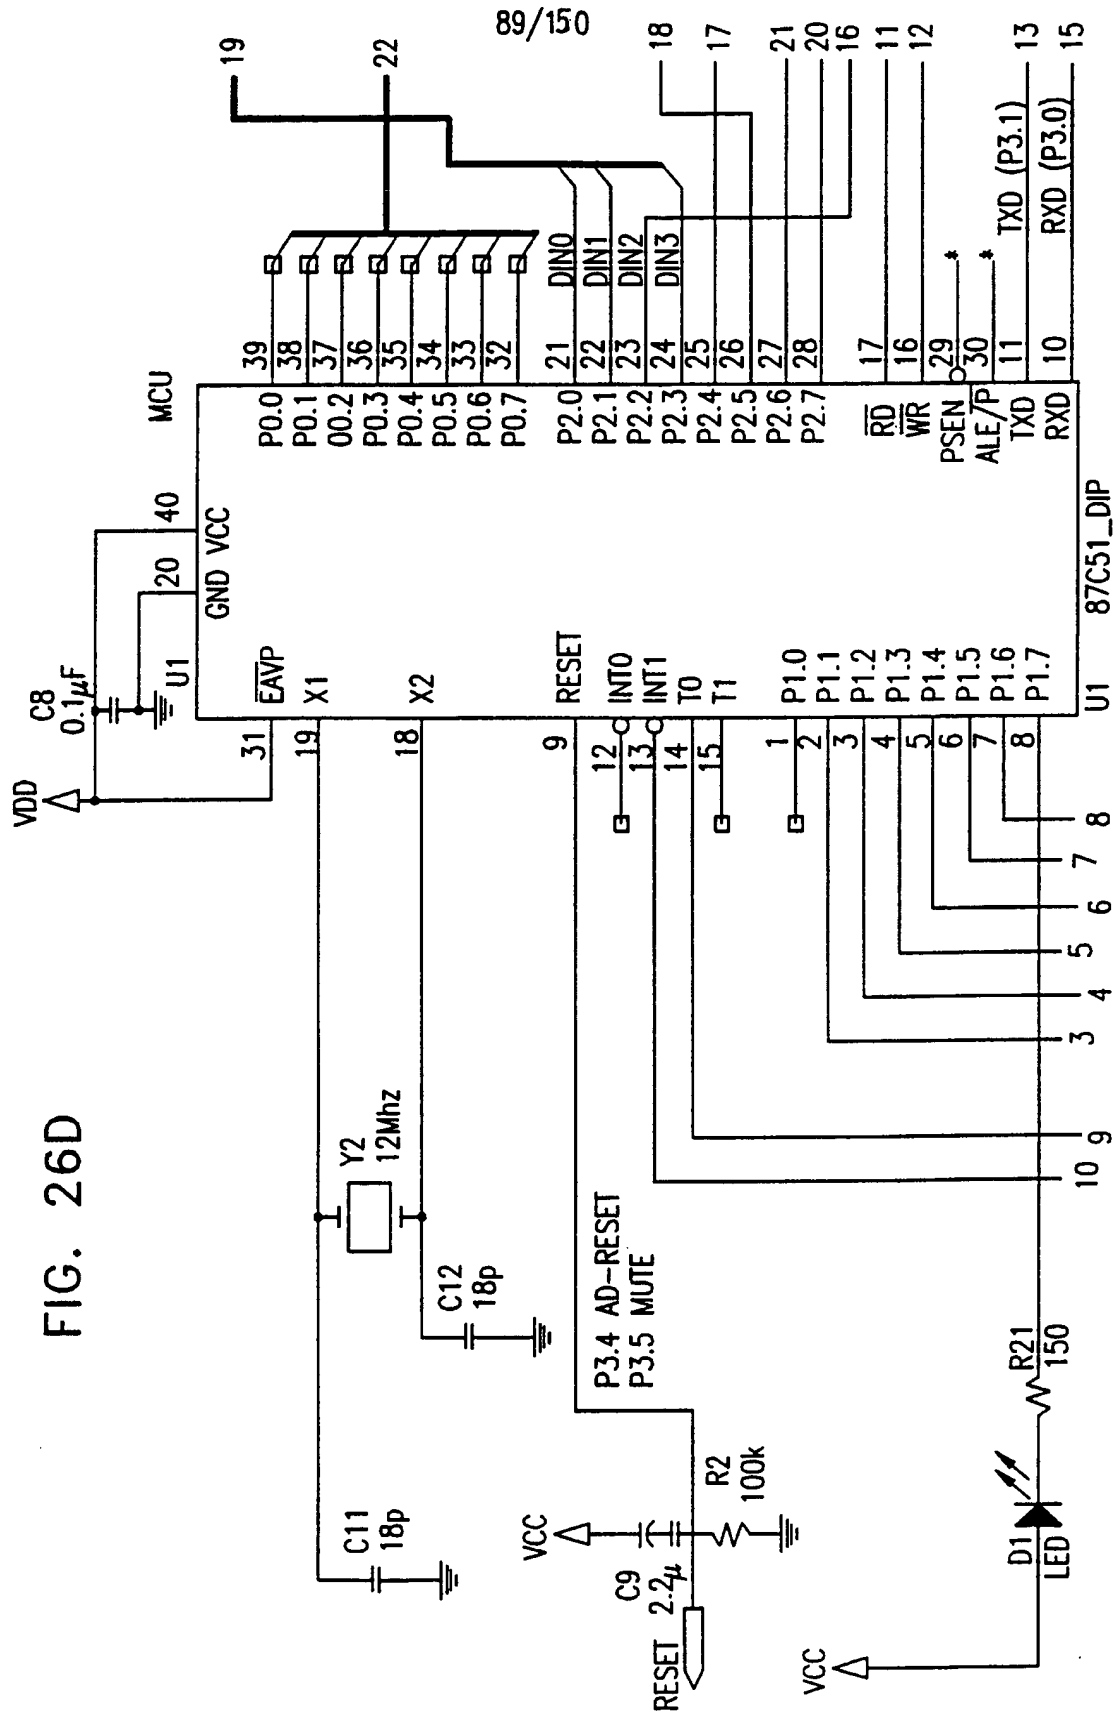 89/150
FIG. 26D
VDD
C8
0.1µF
U1
MCU
31
EAVP
20
GND
40
VCC
19
X1
18
X2
Y2
12Mhz
C11
18p
C12
18p
9
RESET
12
INT0
13
INT1
14
T0
15
T1
1
P1.0
2
P1.1
3
P1.2
4
P1.3
5
P1.4
6
P1.5
7
P1.6
8
P1.7
U1
87C51_DIP
P0.0
39
P0.1
38
00.2
37
P0.3
36
P0.4
35
P0.5
34
P0.6
33
P0.7
32
P2.0
21
DIN0
P2.1
22
DIN1
P2.2
23
DIN2
P2.3
24
DIN3
P2.4
25
P2.5
26
P2.6
27
P2.7
28
RD
17
WR
16
PSEN
29
*
ALE/P
30
*
TXD
11
TXD (P3.1)
RXD
10
RXD (P3.0)
19
22
18
17
21
20
16
11
12
13
15
P3.4 AD-RESET
P3.5 MUTE
VCC
C9
2.2µ
R2
100k
RESET
VCC
D1
LED
R21
150
10
9
3
4
5
6
7
8